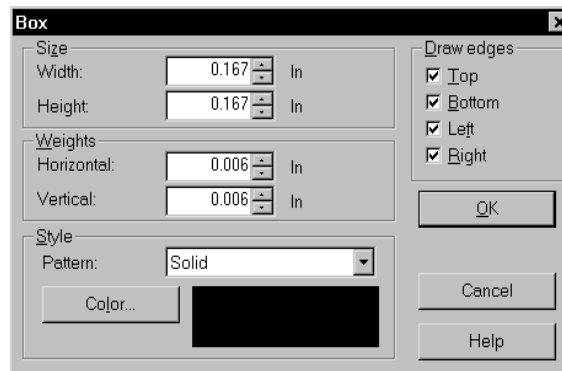 Box
Size
Width: 0.167 In
Height: 0.167 In
Weights
Horizontal: 0.006 In
Vertical: 0.006 In
Style
Pattern: Solid
Color...
Draw edges
Top
Bottom
Left
Right
OK
Cancel
Help